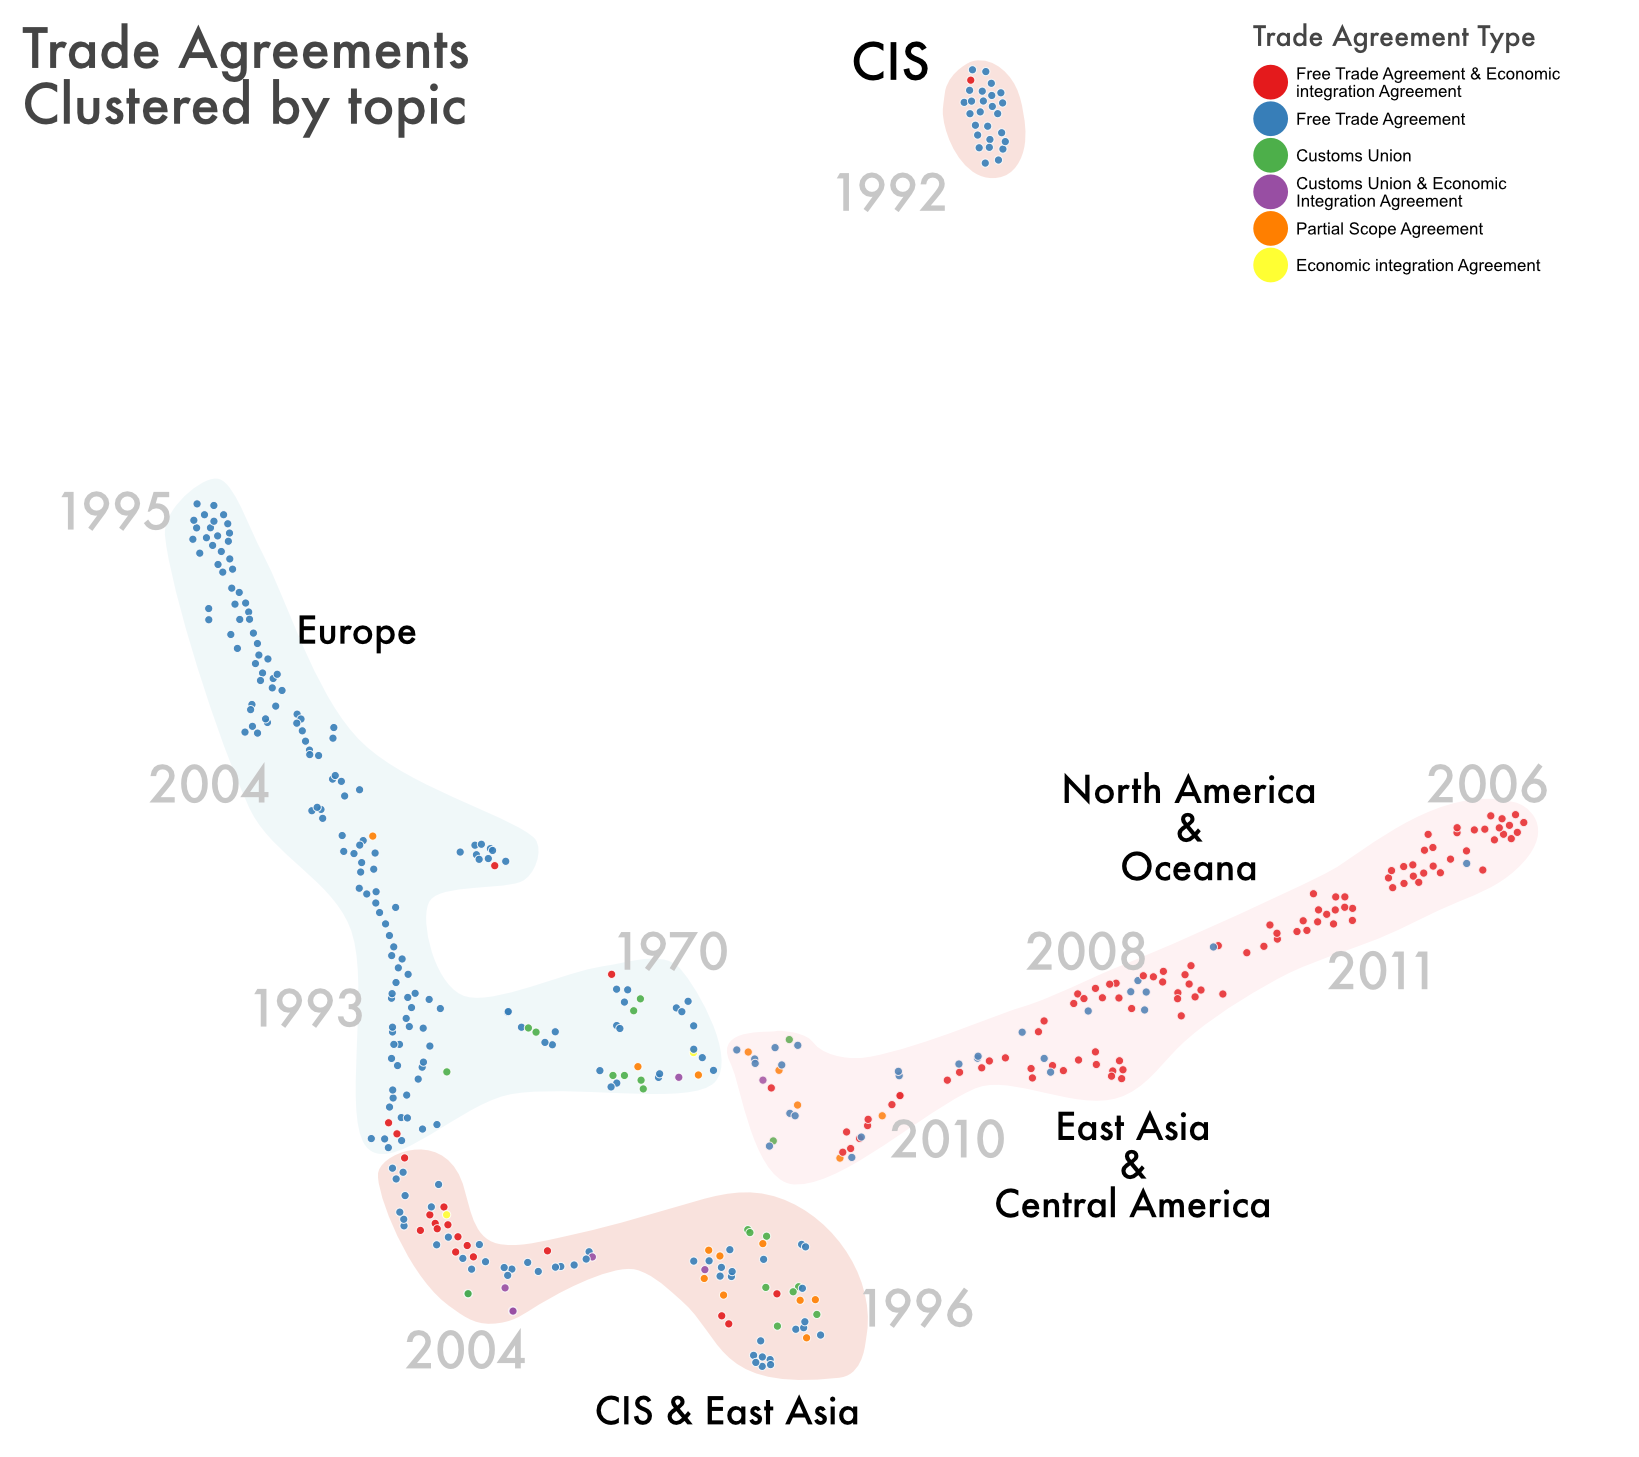 Trade Agreements
Clustered by topic
CIS
1992
Trade Agreement Type
Free Trade Agreement & Economic
integration Agreement
Free Trade Agreement
Customs Union
Customs Union & Economic
Integration Agreement
Partial Scope Agreement
Economic integration Agreement
1995
Europe
2004
1993
1970
North America
&
Oceana
2006
2008
2011
2010
East Asia
&
Central America
1996
2004
CIS & East Asia